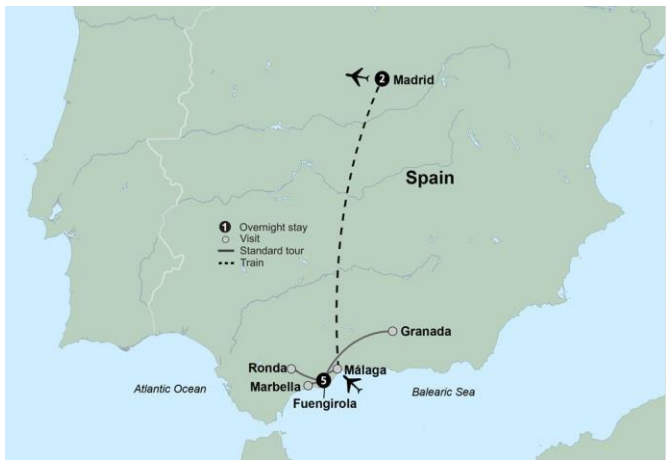 2 Madrid
Spain
1 Overnight stay
Visit
Standard tour
Train
Granada
Ronda
Málaga
Marbella
5
Atlantic Ocean
Balearic Sea
Fuengirola